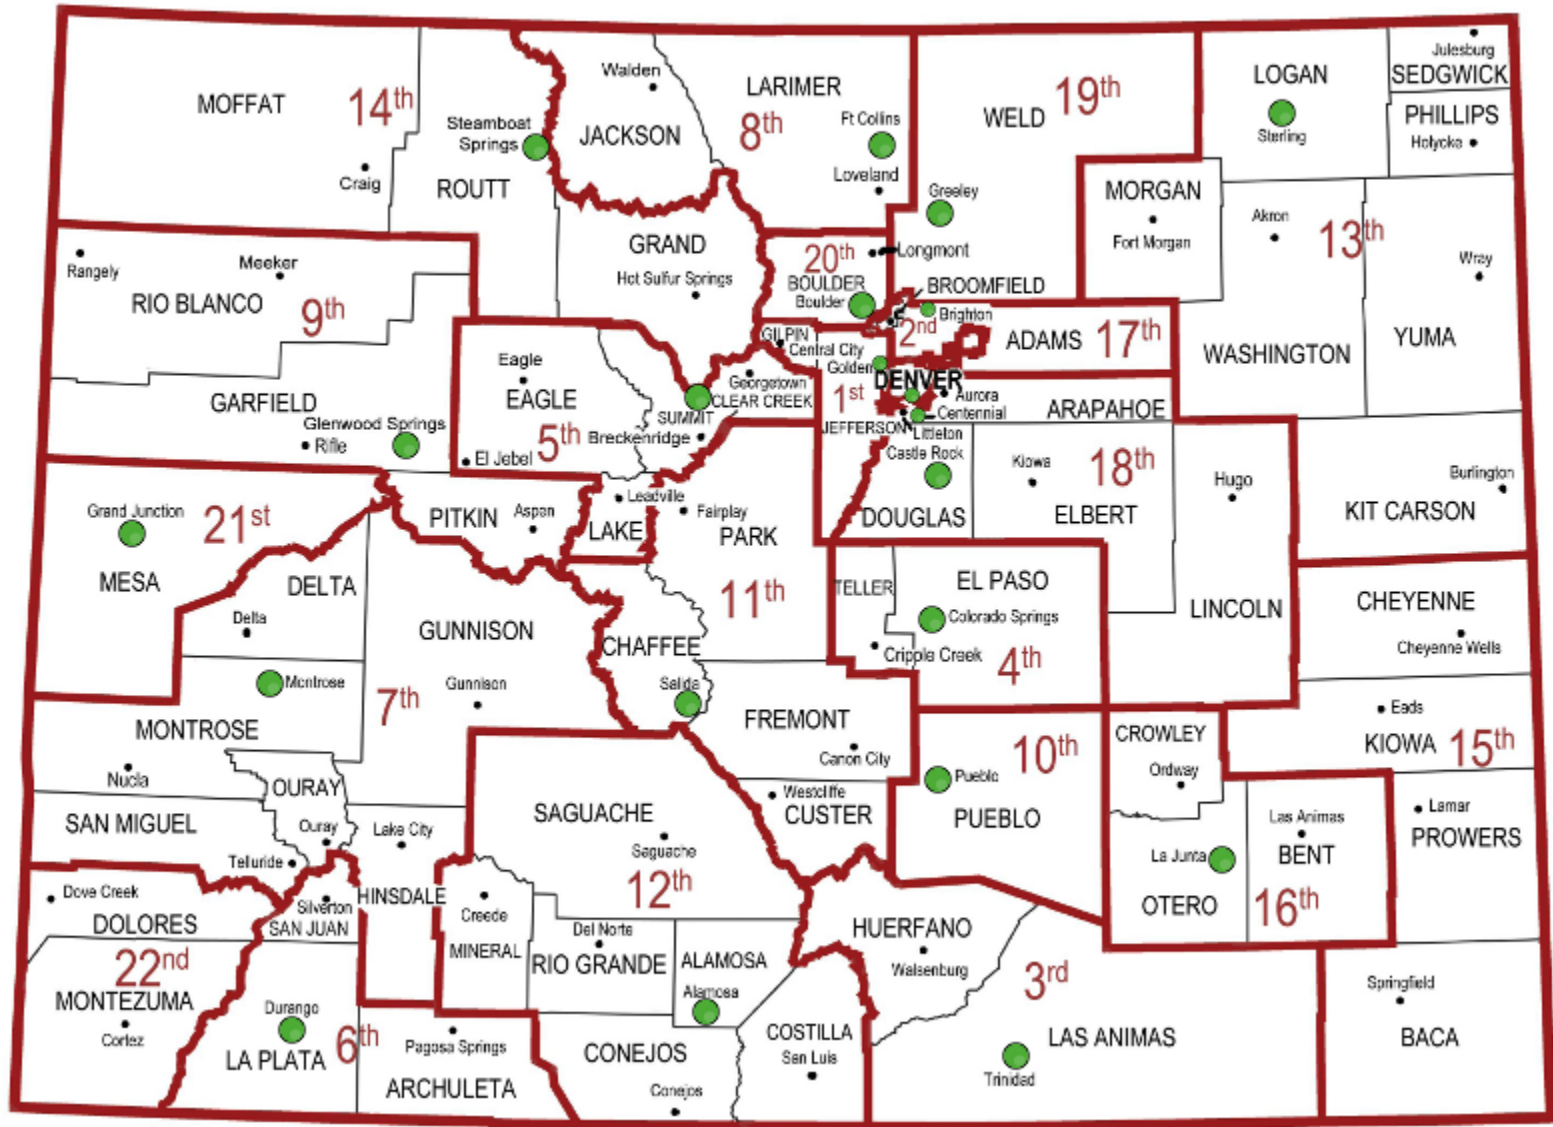 MOFFAT
14th
Craig
Steamboat
Springs
ROUTT
Walden
JACKSON
LARIMER
8th
Ft Collins
Loveland
WELD
19th
Greeley
LOGAN
Sterling
Julesburg
SEDGWICK
PHILLIPS
Holyoke
MORGAN
Fort Morgan
Akron
13th
Wray
WASHINGTON
YUMA
Rangely
Meeker
RIO BLANCO
9th
GRAND
Hot Sulfur Springs
20th
Longmont
BOULDER
Boulder
BROOMFIELD
Brighton
2nd
ADAMS
17th
GILPIN
Central City
Golden
Georgetown
CLEAR CREEK
DENVER
1st
Aurora
Centennial
ARAPAHOE
JEFFERSON
Littleton
Castle Rock
GARFIELD
Glenwood Springs
Rifle
Eagle
EAGLE
5th
El Jebel
SUMMIT
Breckenridge
Kiowa
18th
ELBERT
DOUGLAS
Hugo
Burlington
KIT CARSON
Grand Junction
21st
MESA
PITKIN
Aspen
Leadville
LAKE
Fairplay
PARK
11th
TELLER
EL PASO
Colorado Springs
Cripple Creek
4th
LINCOLN
CHEYENNE
Cheyenne Wells
DELTA
Delta
GUNNISON
Gunnison
CHAFFEE
Salida
Montrose
7th
MONTROSE
Nucla
FREMONT
Canon City
10th
Pueblo
PUEBLO
CROWLEY
Ordway
Eads
KIOWA
15th
OURAY
Ouray
SAN MIGUEL
Telluride
Lake City
SAGUACHE
Saguache
12th
Westcliffe
CUSTER
La Junta
OTERO
Las Animas
BENT
16th
Lamar
PROWERS
Dove Creek
DOLORES
Silverton
SAN JUAN
HINSDALE
Creede
MINERAL
Del Norte
RIO GRANDE
ALAMOSA
Alamosa
HUERFANO
Walsenburg
3rd
22nd
MONTEZUMA
Cortez
Durango
LA PLATA
6th
Pagosa Springs
ARCHULETA
CONEJOS
Conejos
COSTILLA
San Luis
LAS ANIMAS
Trinidad
Springfield
BACA